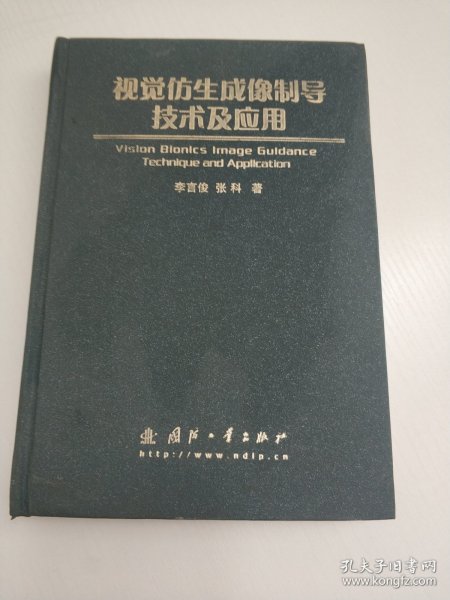 视觉仿生成像制导
技术及应用
Vision Bionics Image Guidance
Technique and Application
李言俊 张科 著
国防工业出版社
http://www.ndip.cn
孔夫子旧书网
www.kongfz.com